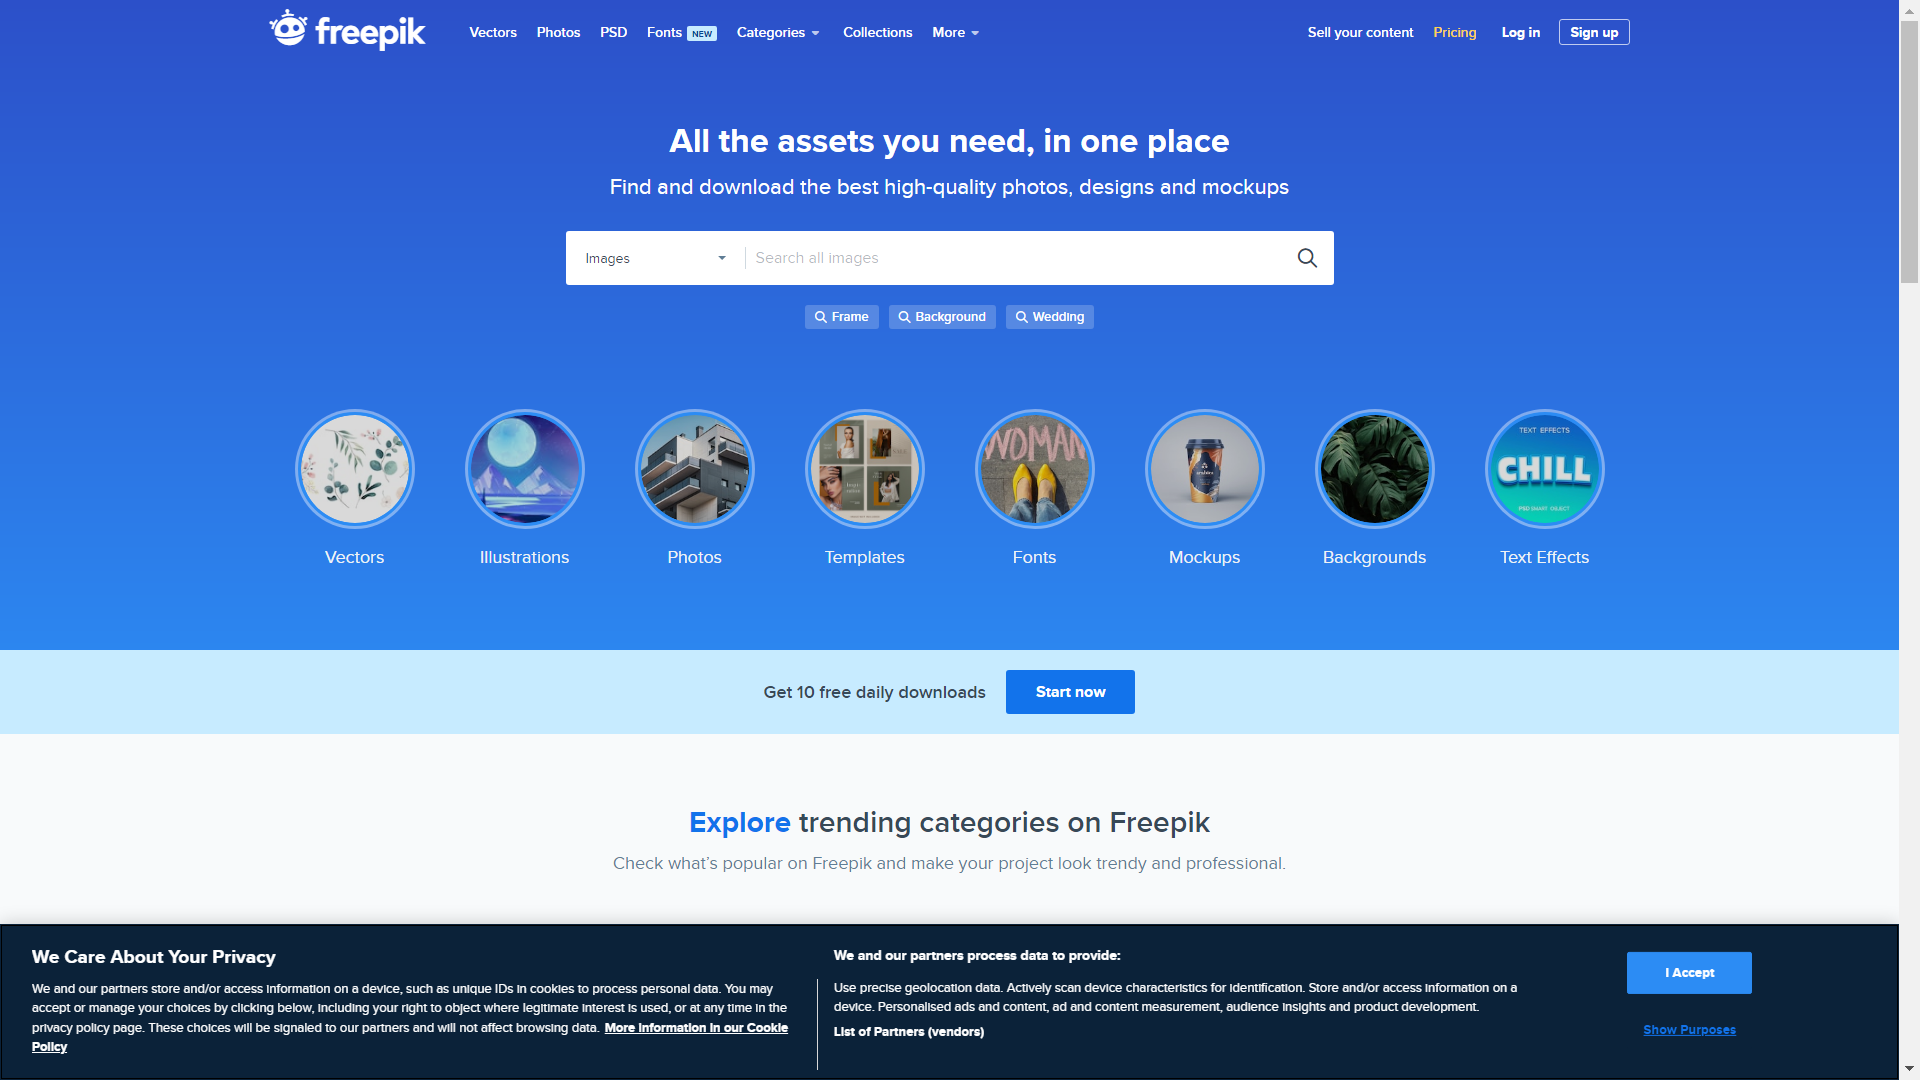 freepik
Vectors
Photos
PSD
Fonts NEW
Categories
Collections
More
Sell your content
Pricing
Log in
Sign up
All the assets you need, in one place
Find and download the best high-quality photos, designs and mockups
Images
Search all images
Frame
Background
Wedding
WOMAN
TEXT EFFECTS
CHILL
PSD SMART OBJECT
Vectors
Illustrations
Photos
Templates
Fonts
Mockups
Backgrounds
Text Effects
Get 10 free daily downloads
Start now
Explore trending categories on Freepik
Check what's popular on Freepik and make your project look trendy and professional.
We Care About Your Privacy
We and our partners store and/or access information on a device, such as unique IDs in cookies to process personal data. You may
accept or manage your choices by clicking below, including your right to object where legitimate interest is used, or at any time in the
privacy policy page. These choices will be signaled to our partners and will not affect browsing data. More information in our Cookie
Policy
We and our partners process data to provide:
Use precise geolocation data. Actively scan device characteristics for identification. Store and/or access information on a
device. Personalised ads and content, ad and content measurement, audience insights and product development.
List of Partners (vendors)
I Accept
Show Purposes